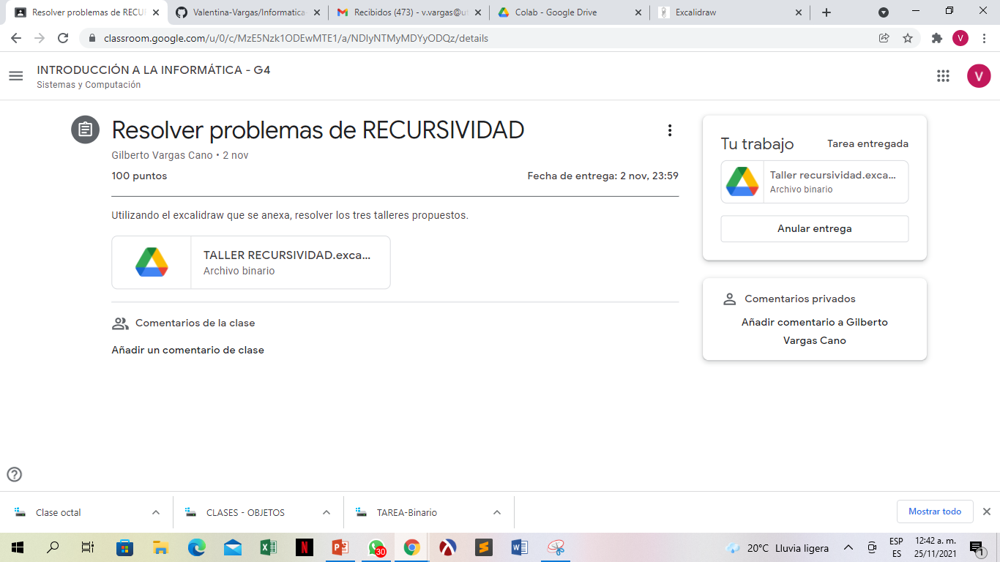 Resolver problemas de RECUR
Valentina-Vargas/Informatica-
Recibidos (473) - v.vargas@ut
Colab - Google Drive
Excalidraw
classroom.google.com/u/0/c/MzE5Nzk1ODEwMTE1/a/NDIyNTMyMDYyODQz/details
V
INTRODUCCIÓN A LA INFORMÁTICA - G4
Sistemas y Computación
V
Resolver problemas de RECURSIVIDAD
Gilberto Vargas Cano • 2 nov
100 puntos
Fecha de entrega: 2 nov, 23:59
Utilizando el excalidraw que se anexa, resolver los tres talleres propuestos.
TALLER RECURSIVIDAD.exca...
Archivo binario
Comentarios de la clase
Añadir un comentario de clase
Tu trabajo
Tarea entregada
Taller recursividad.exca...
Archivo binario
Anular entrega
Comentarios privados
Añadir comentario a Gilberto
Vargas Cano
Clase octal
CLASES - OBJETOS
TAREA-Binario
Mostrar todo
30
20°C Lluvia ligera
ESP
ES
12:42 a. m.
25/11/2021
1